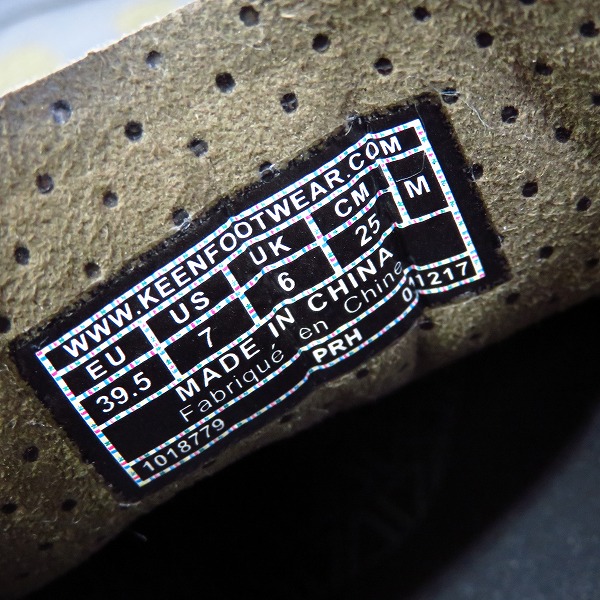 WWW.KEENFOOTWEAR.COM
EU US UK CM M
39.5 7 6 25
MADE IN CHINA
Fabriqué en Chine
PRH
1018779 011217